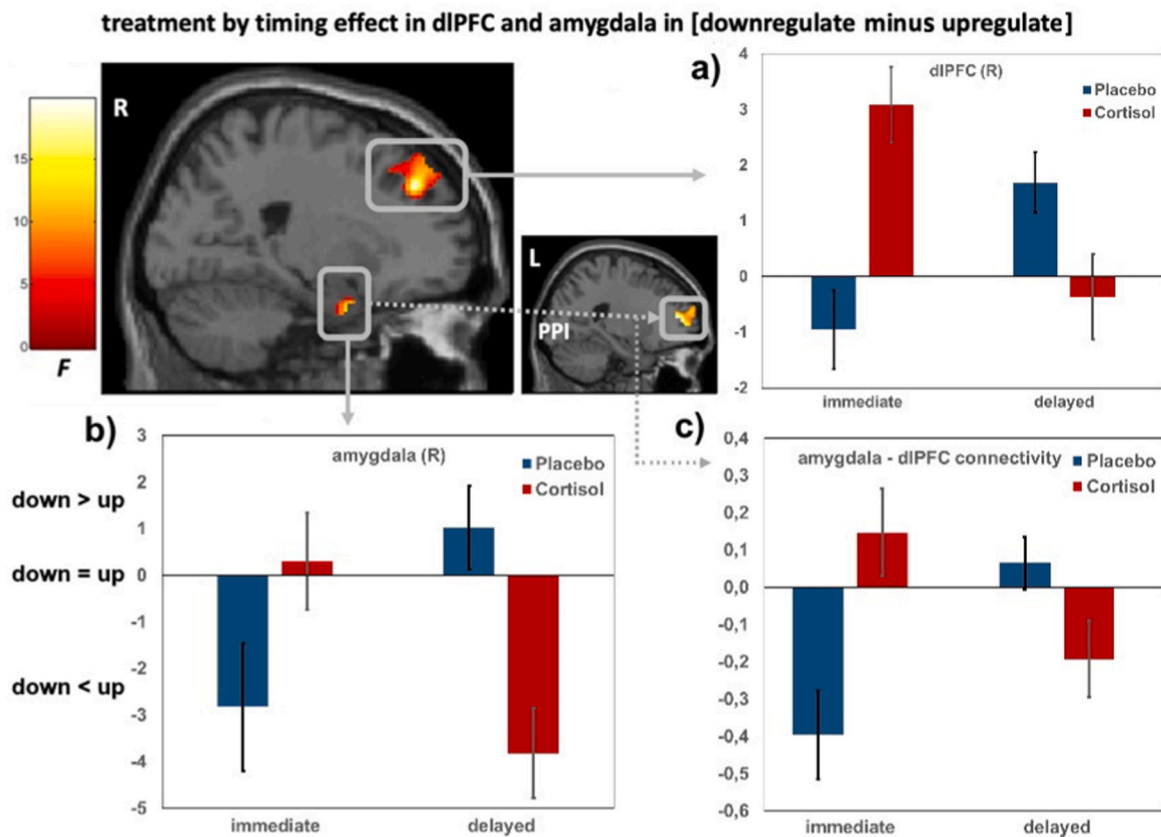 treatment by timing effect in dlPFC and amygdala in [downregulate minus upregulate]
R
15
10
5
0
F
L
PPI
a)
dlPFC (R)
Placebo
Cortisol
4
3
2
1
0
-1
-2
immediate delayed
b)
amygdala (R)
Placebo
Cortisol
down > up
down = up
down < up
3
2
1
0
-1
-2
-3
-4
-5
immediate delayed
c)
amygdala - dlPFC connectivity
Placebo
Cortisol
0,4
0,3
0,2
0,1
0,0
-0,1
-0,2
-0,3
-0,4
-0,5
-0,6
immediate delayed